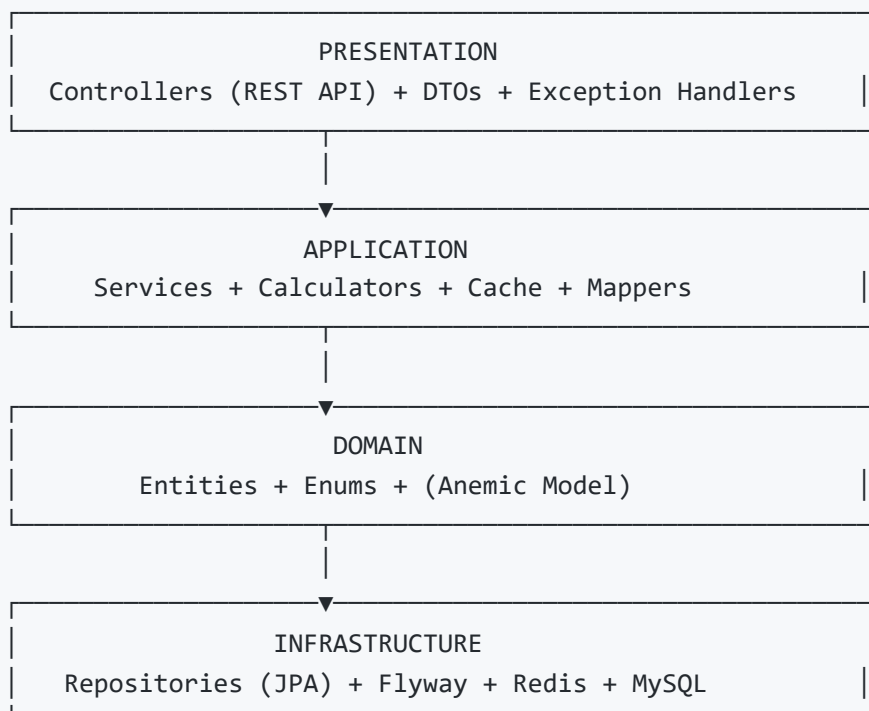 PRESENTATION
Controllers (REST API) + DTOs + Exception Handlers
APPLICATION
Services + Calculators + Cache + Mappers
DOMAIN
Entities + Enums + (Anemic Model)
INFRASTRUCTURE
Repositories (JPA) + Flyway + Redis + MySQL